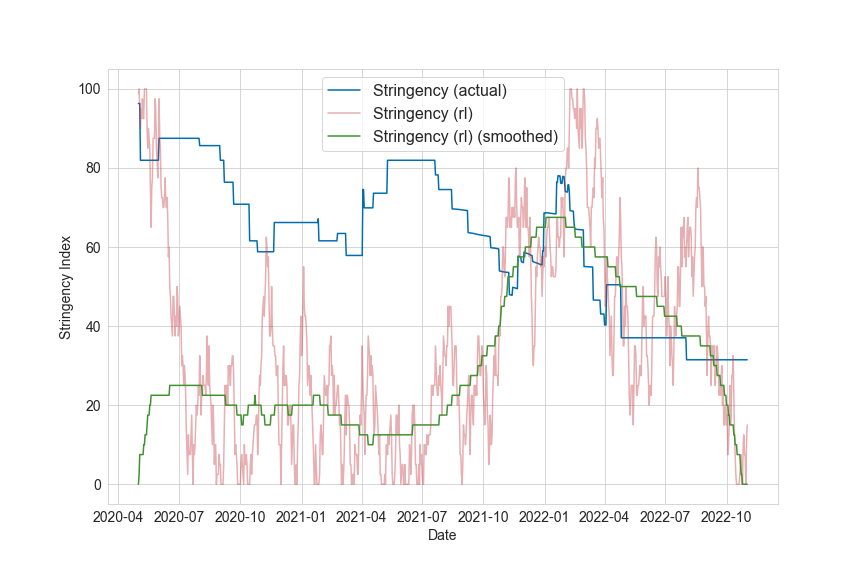 100
80
60
40
20
0
Stringency Index
Stringency (actual)
Stringency (rl)
Stringency (rl) (smoothed)
2020-04 2020-07 2020-10 2021-01 2021-04 2021-07 2021-10 2022-01 2022-04 2022-07 2022-10
Date